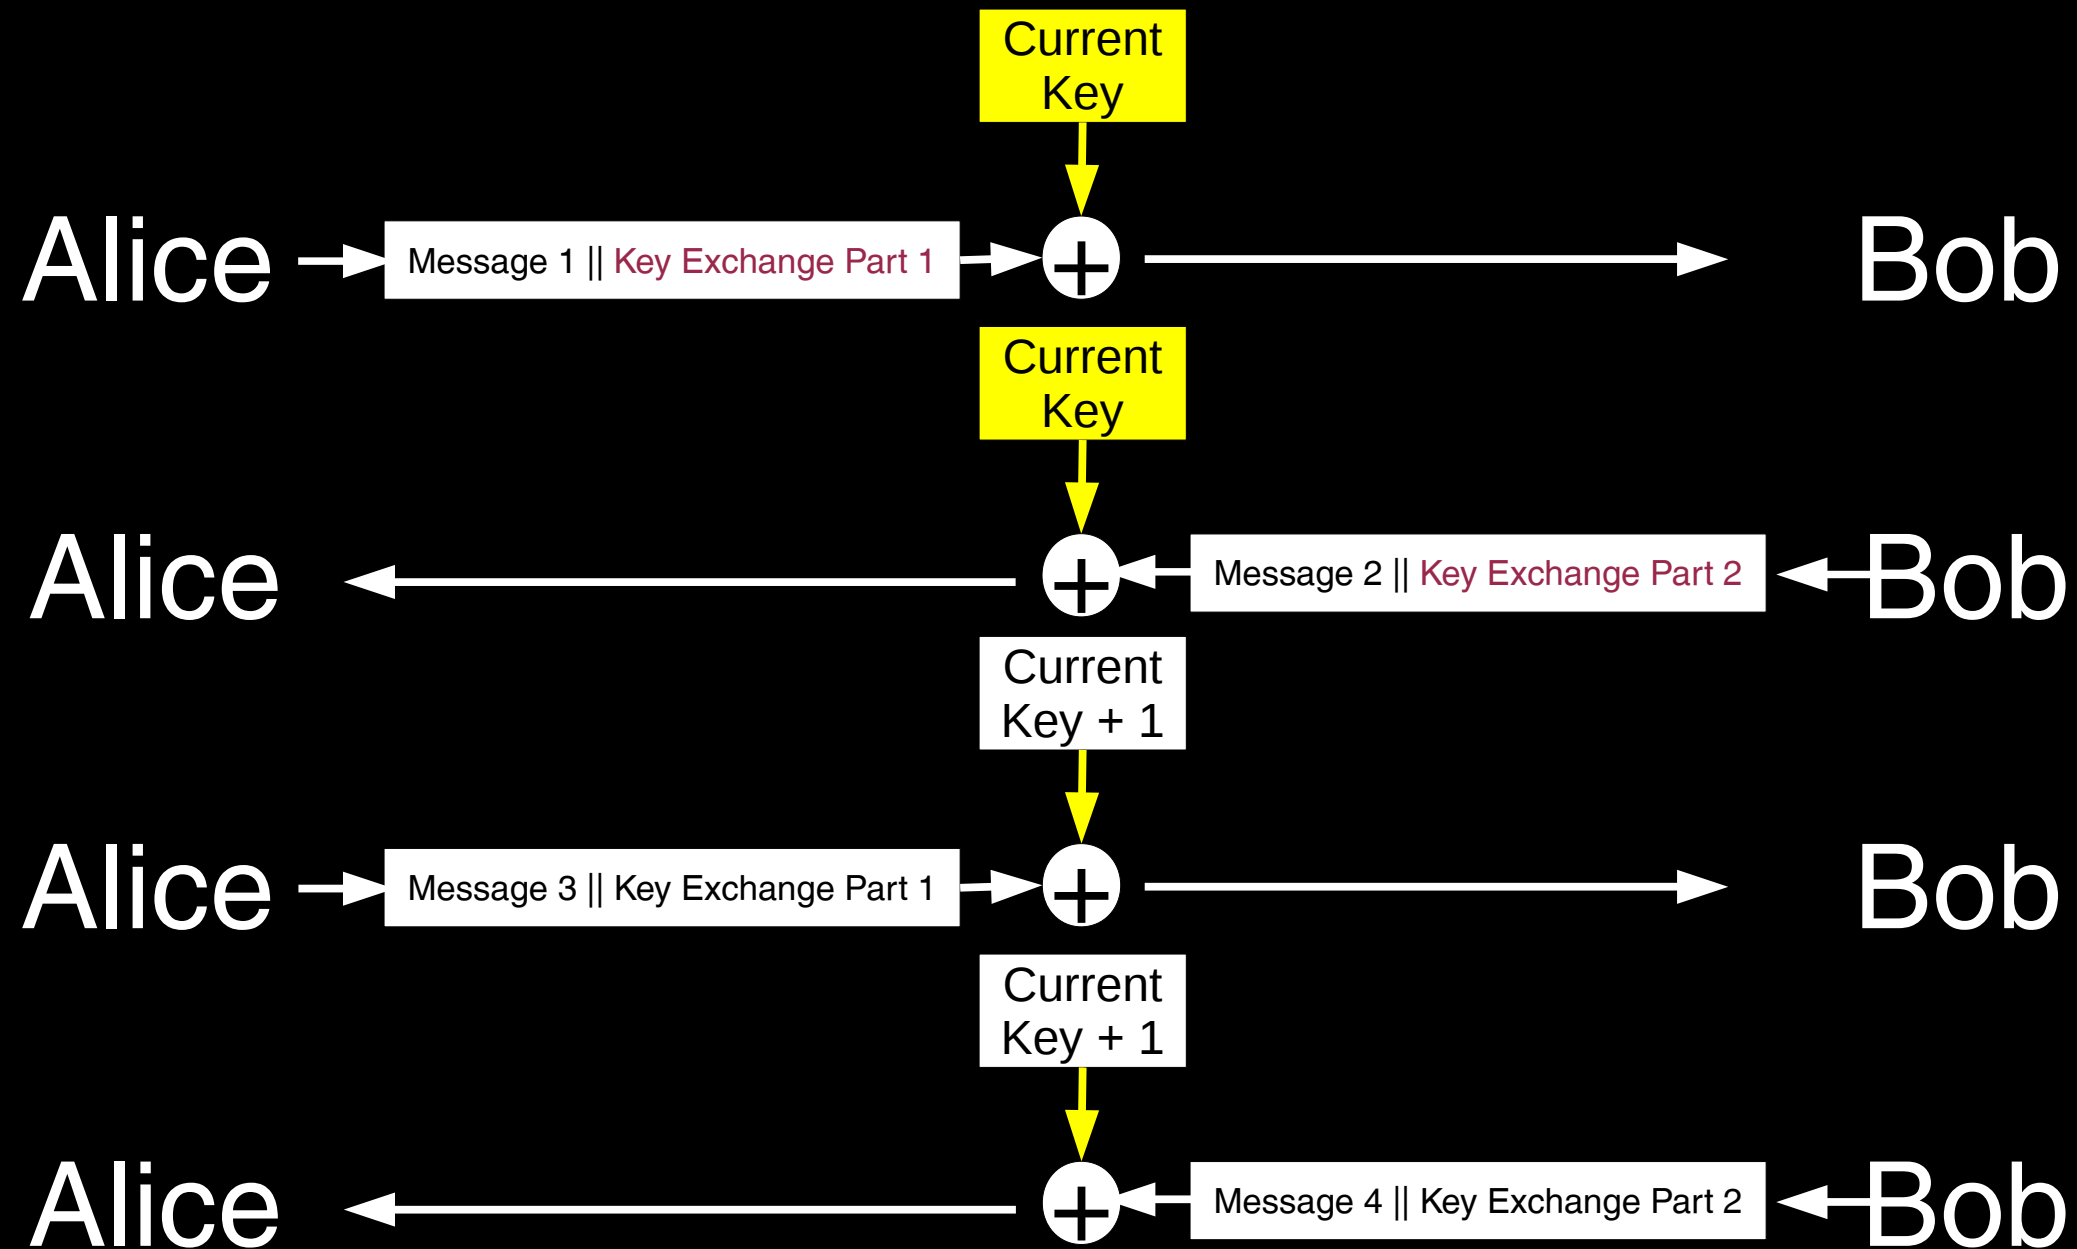 Current
Key
Alice
Message 1 || Key Exchange Part 1
+
Bob
Current
Key
Alice
+
Message 2 || Key Exchange Part 2
Bob
Current
Key + 1
Alice
Message 3 || Key Exchange Part 1
+
Bob
Current
Key + 1
Alice
+
Message 4 || Key Exchange Part 2
Bob